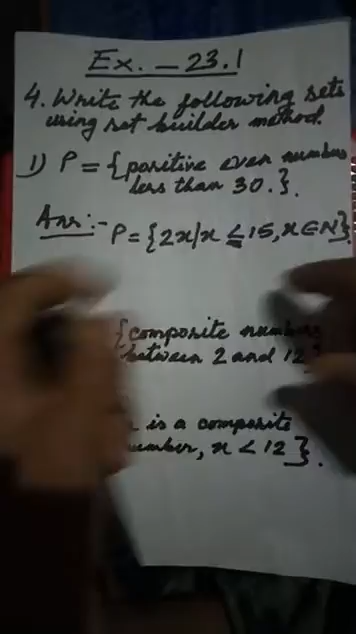 Ex. - 23.1
4. Write the following sets
using set builder method.
1) P = {positive even numbers
less than 30.}.
Ans:- P = {2x/x ≤ 15, x ∈ N}.
{composite numbers
between 2 and 12}
is a composite
number, x < 12}.